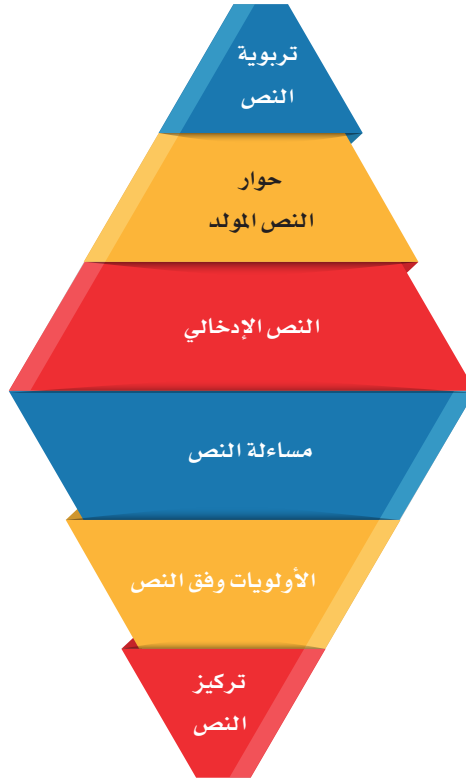 تربوية
النص
حوار
النص المولد
النص الإدخالي
مساءلة النص
الأولويات وفق النص
تركيز
النص